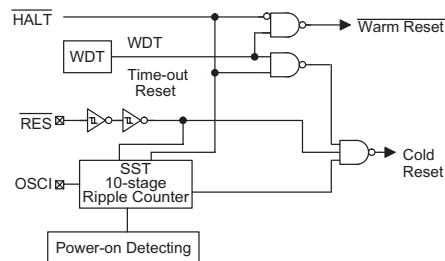 HALT
WDT
Warm Reset
WDT
Time-out
Reset
RES
SST
10-stage
Ripple Counter
OSCI
Cold
Reset
Power-on Detecting